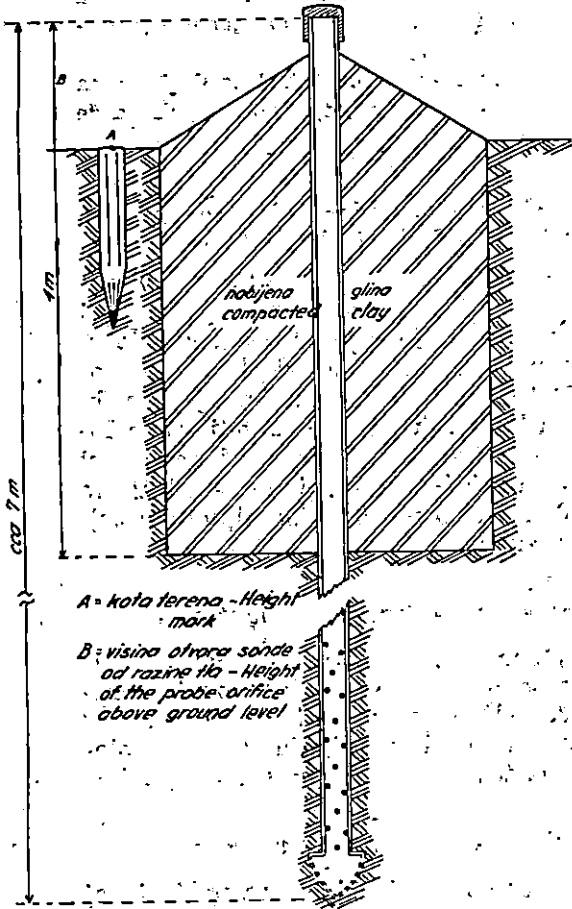 B
A
1m
nabijena glina
compacted clay
cca 7 m
A = kota terena - Height
mark
B = visina otvora sonde
od razine tla - Height
of the probe orifice
above ground level